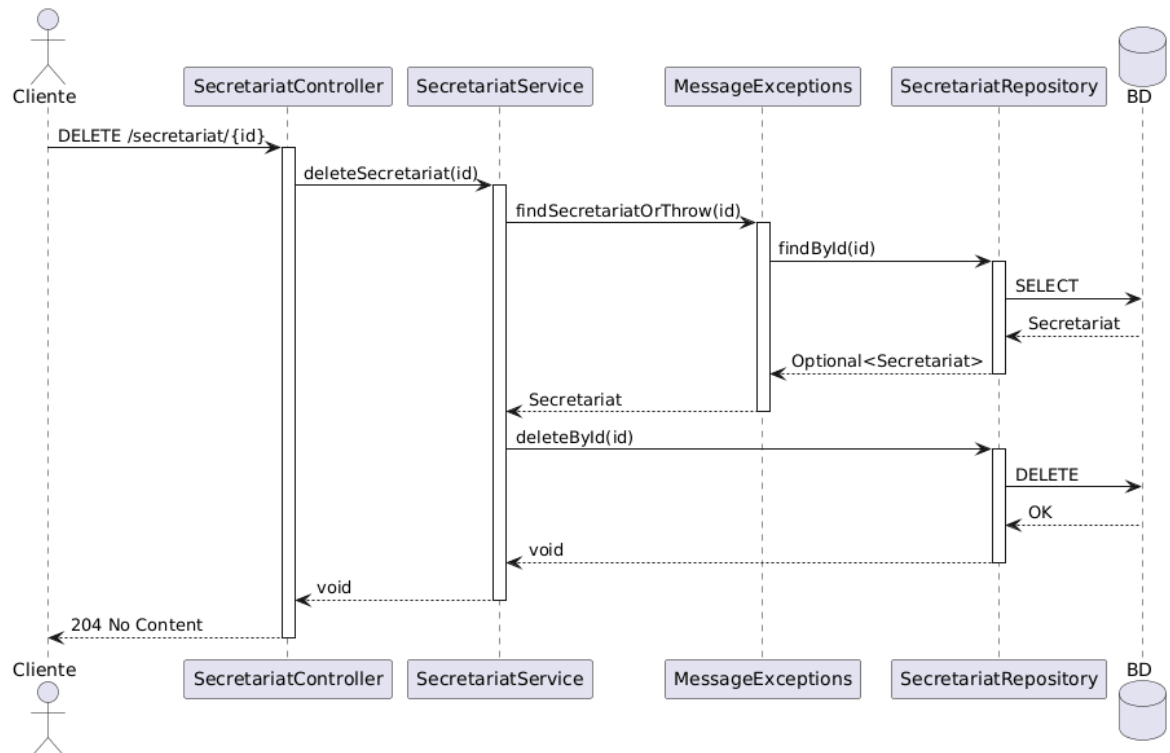 Cliente
SecretariatController
SecretariatService
MessageExceptions
SecretariatRepository
BD
DELETE /secretariat/{id}
deleteSecretariat(id)
findSecretariatOrThrow(id)
findById(id)
SELECT
Secretariat
Optional<Secretariat>
Secretariat
deleteById(id)
DELETE
OK
void
void
204 No Content
Cliente
SecretariatController
SecretariatService
MessageExceptions
SecretariatRepository
BD